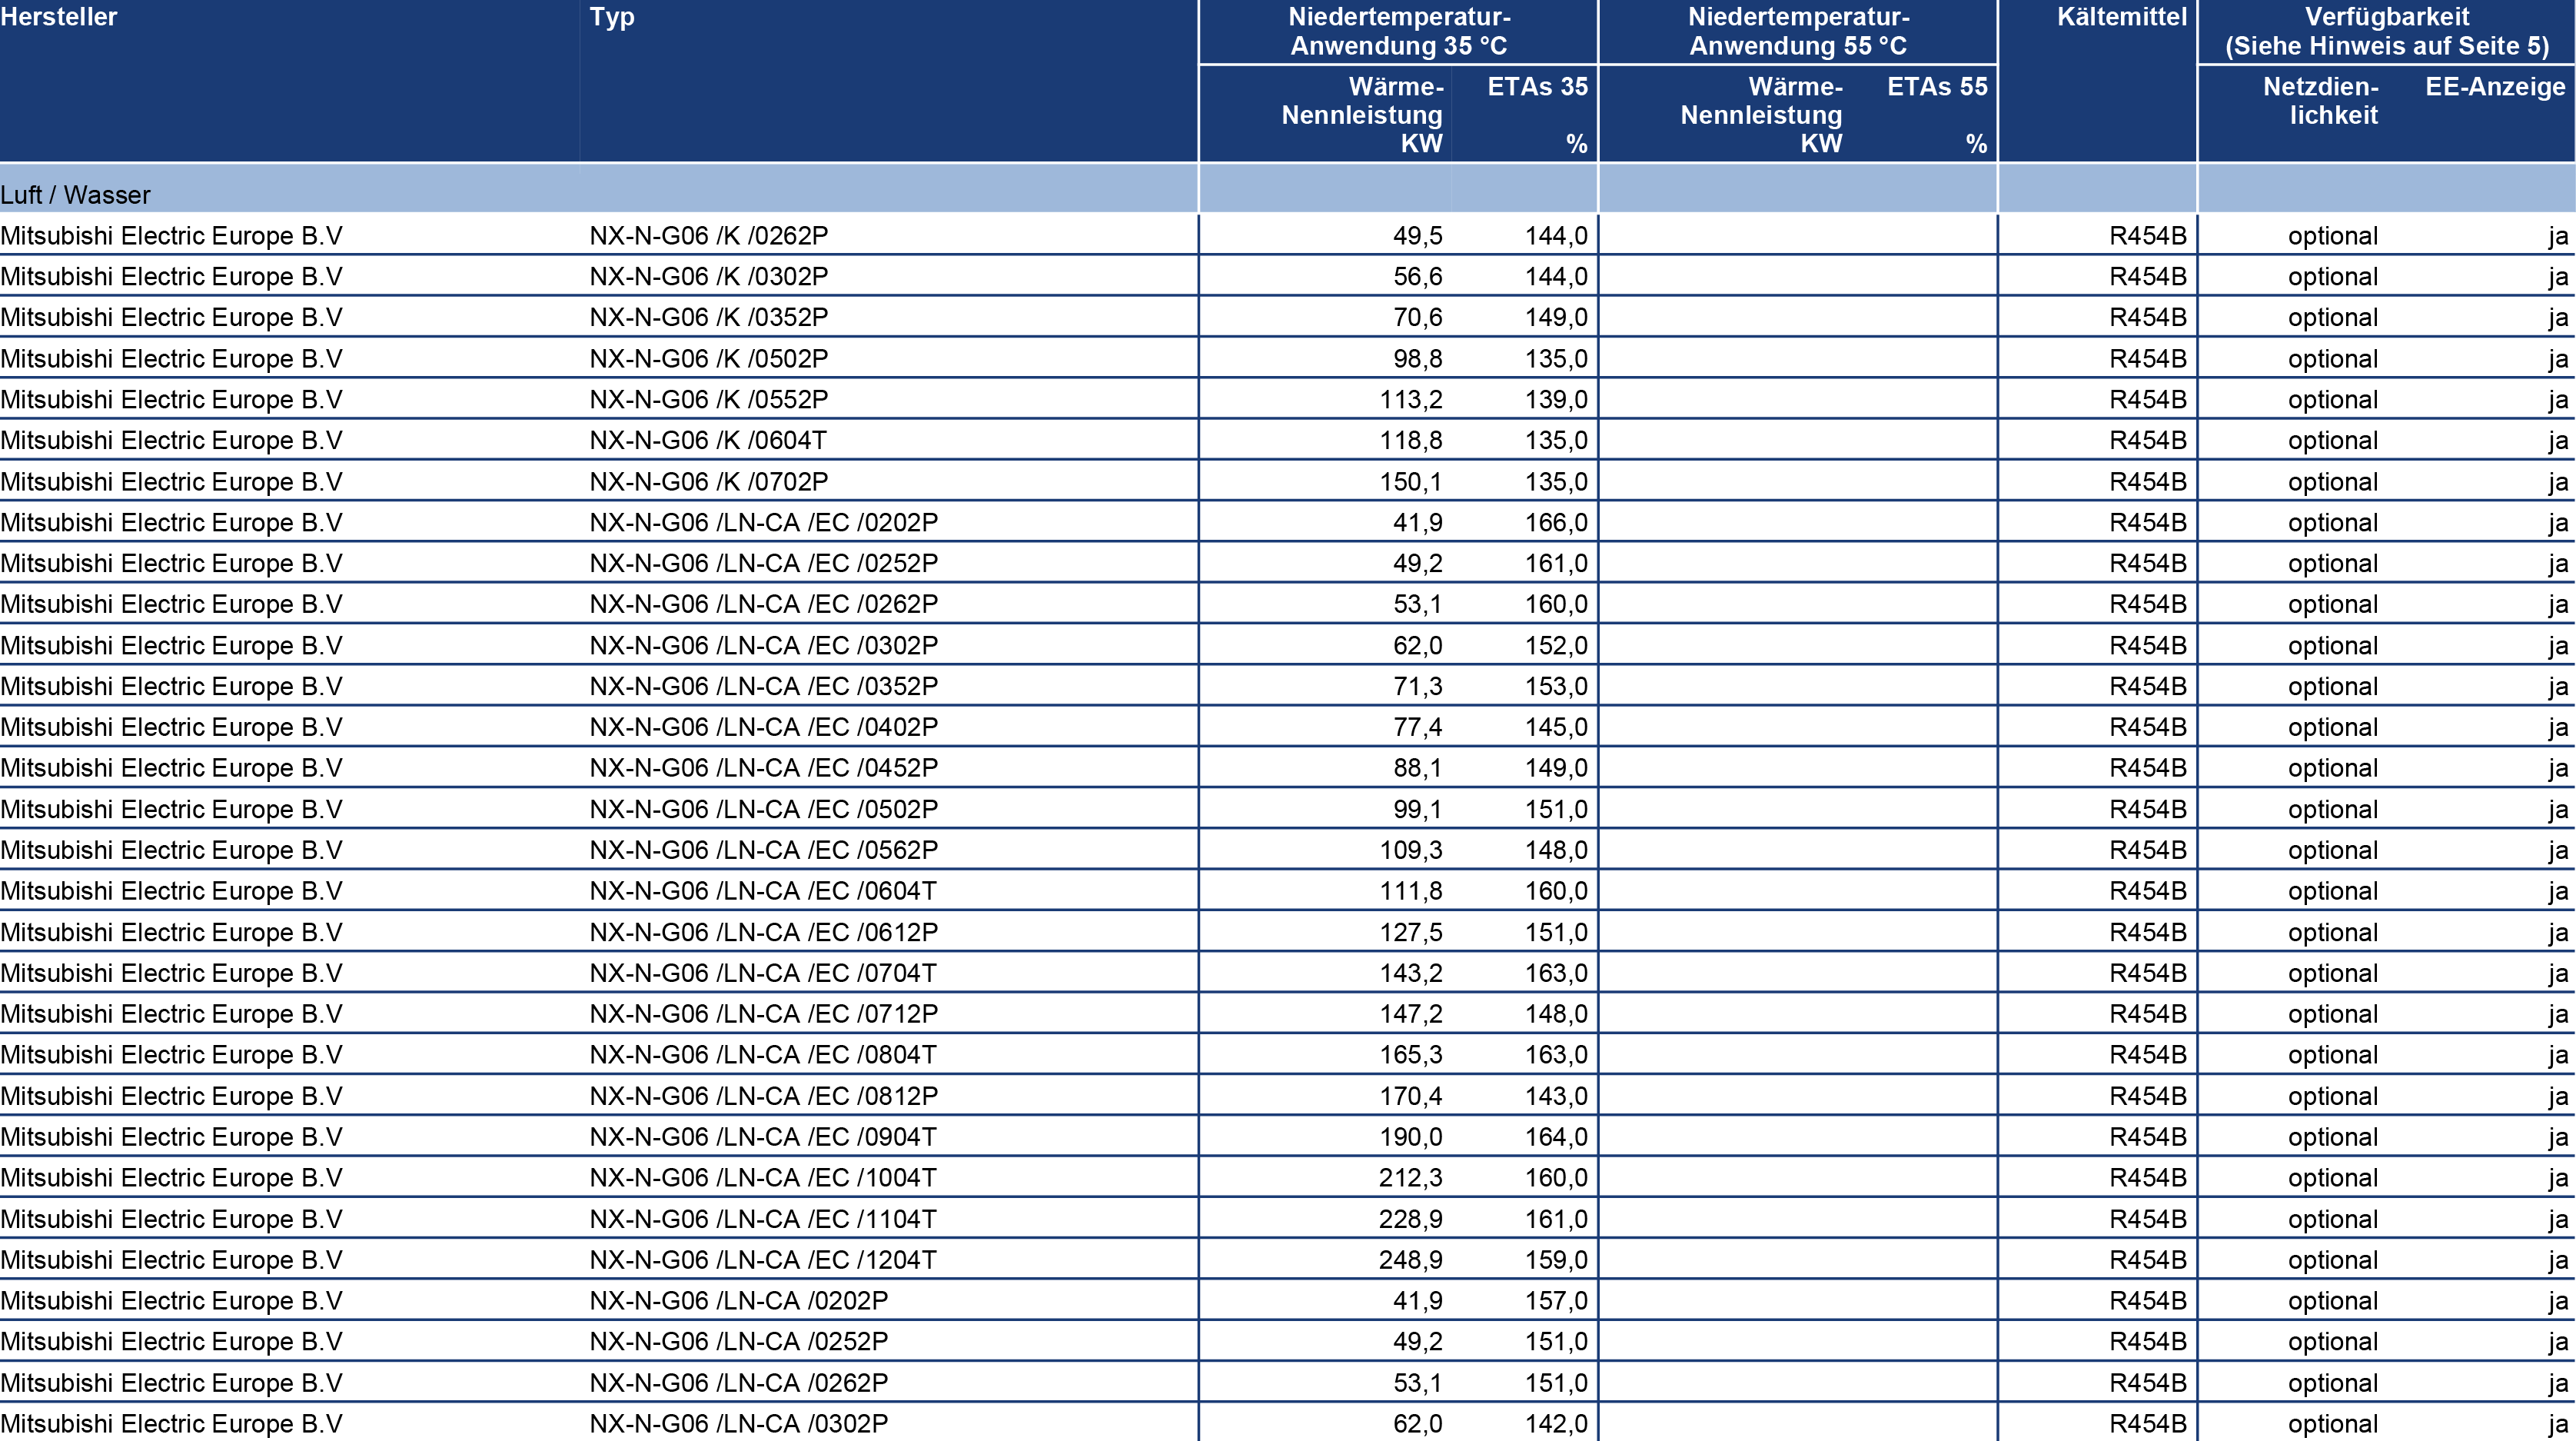 Hersteller Typ Niedertemperatur- Niedertemperatur- Kältemittel Verfügbarkeit
Anwendung 35 °C Anwendung 55 °C (Siehe Hinweis auf Seite 5)
Wärme- ETAs 35 Wärme- ETAs 55 Netzdien- EE-Anzeige
Nennleistung Nennleistung lichkeit
KW % KW %
Luft / Wasser
Mitsubishi Electric Europe B.V NX-N-G06 /K /0262P 49,5 144,0 R454B optional ja
Mitsubishi Electric Europe B.V NX-N-G06 /K /0302P 56,6 144,0 R454B optional ja
Mitsubishi Electric Europe B.V NX-N-G06 /K /0352P 70,6 149,0 R454B optional ja
Mitsubishi Electric Europe B.V NX-N-G06 /K /0502P 98,8 135,0 R454B optional ja
Mitsubishi Electric Europe B.V NX-N-G06 /K /0552P 113,2 139,0 R454B optional ja
Mitsubishi Electric Europe B.V NX-N-G06 /K /0604T 118,8 135,0 R454B optional ja
Mitsubishi Electric Europe B.V NX-N-G06 /K /0702P 150,1 135,0 R454B optional ja
Mitsubishi Electric Europe B.V NX-N-G06 /LN-CA /EC /0202P 41,9 166,0 R454B optional ja
Mitsubishi Electric Europe B.V NX-N-G06 /LN-CA /EC /0252P 49,2 161,0 R454B optional ja
Mitsubishi Electric Europe B.V NX-N-G06 /LN-CA /EC /0262P 53,1 160,0 R454B optional ja
Mitsubishi Electric Europe B.V NX-N-G06 /LN-CA /EC /0302P 62,0 152,0 R454B optional ja
Mitsubishi Electric Europe B.V NX-N-G06 /LN-CA /EC /0352P 71,3 153,0 R454B optional ja
Mitsubishi Electric Europe B.V NX-N-G06 /LN-CA /EC /0402P 77,4 145,0 R454B optional ja
Mitsubishi Electric Europe B.V NX-N-G06 /LN-CA /EC /0452P 88,1 149,0 R454B optional ja
Mitsubishi Electric Europe B.V NX-N-G06 /LN-CA /EC /0502P 99,1 151,0 R454B optional ja
Mitsubishi Electric Europe B.V NX-N-G06 /LN-CA /EC /0562P 109,3 148,0 R454B optional ja
Mitsubishi Electric Europe B.V NX-N-G06 /LN-CA /EC /0604T 111,8 160,0 R454B optional ja
Mitsubishi Electric Europe B.V NX-N-G06 /LN-CA /EC /0612P 127,5 151,0 R454B optional ja
Mitsubishi Electric Europe B.V NX-N-G06 /LN-CA /EC /0704T 143,2 163,0 R454B optional ja
Mitsubishi Electric Europe B.V NX-N-G06 /LN-CA /EC /0712P 147,2 148,0 R454B optional ja
Mitsubishi Electric Europe B.V NX-N-G06 /LN-CA /EC /0804T 165,3 163,0 R454B optional ja
Mitsubishi Electric Europe B.V NX-N-G06 /LN-CA /EC /0812P 170,4 143,0 R454B optional ja
Mitsubishi Electric Europe B.V NX-N-G06 /LN-CA /EC /0904T 190,0 164,0 R454B optional ja
Mitsubishi Electric Europe B.V NX-N-G06 /LN-CA /EC /1004T 212,3 160,0 R454B optional ja
Mitsubishi Electric Europe B.V NX-N-G06 /LN-CA /EC /1104T 228,9 161,0 R454B optional ja
Mitsubishi Electric Europe B.V NX-N-G06 /LN-CA /EC /1204T 248,9 159,0 R454B optional ja
Mitsubishi Electric Europe B.V NX-N-G06 /LN-CA /0202P 41,9 157,0 R454B optional ja
Mitsubishi Electric Europe B.V NX-N-G06 /LN-CA /0252P 49,2 151,0 R454B optional ja
Mitsubishi Electric Europe B.V NX-N-G06 /LN-CA /0262P 53,1 151,0 R454B optional ja
Mitsubishi Electric Europe B.V NX-N-G06 /LN-CA /0302P 62,0 142,0 R454B optional ja